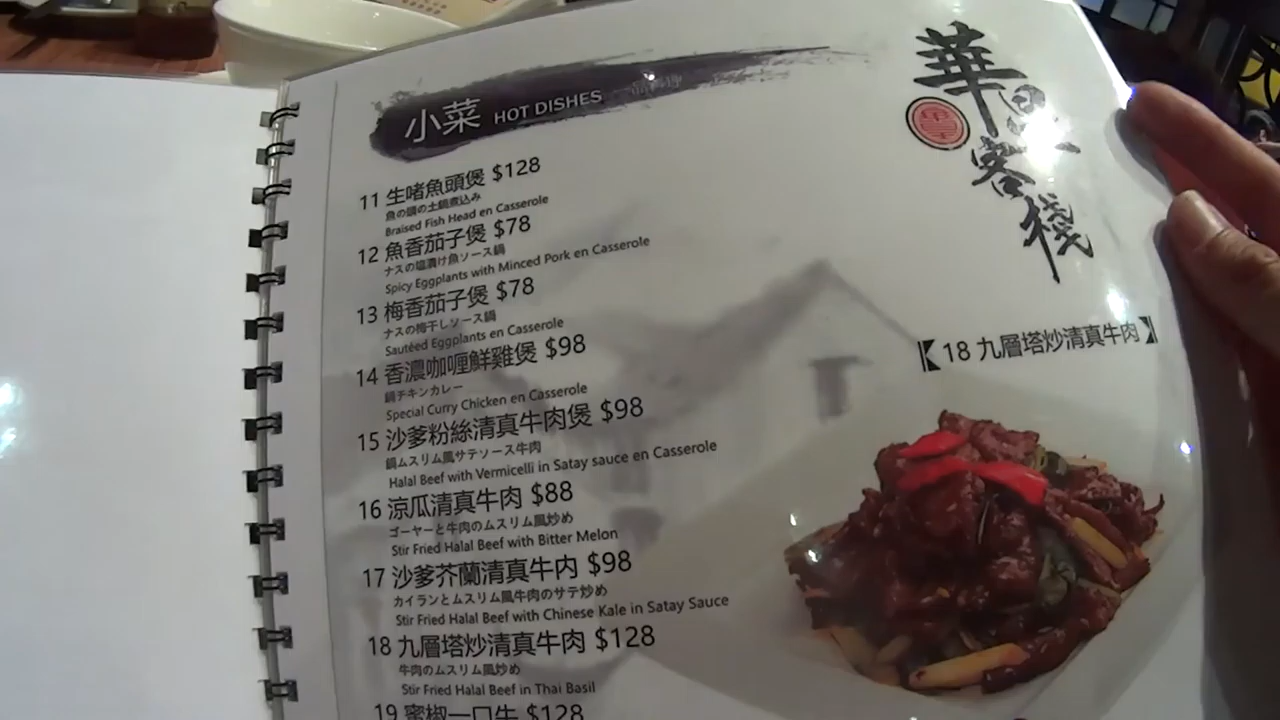 小菜 HOT DISHES
11 生啫魚頭煲 $128
魚の頭の土鍋煮込み
Braised Fish Head en Casserole
12 魚香茄子煲 $78
ナスの塩漬け魚ソース鍋
Spicy Eggplants with Minced Pork en Casserole
13 梅香茄子煲 $78
ナスの梅干しソース鍋
Sautéed Eggplants en Casserole
14 香濃咖喱鮮雞煲 $98
鍋チキンカレー
Special Curry Chicken en Casserole
15 沙爹粉絲清真牛肉煲 $98
鍋ムスリム風サテソース牛肉
Halal Beef with Vermicelli in Satay sauce en Casserole
16 涼瓜清真牛肉 $88
ゴーヤーと牛肉のムスリム風炒め
Stir Fried Halal Beef with Bitter Melon
17 沙爹芥蘭清真牛肉 $98
カイランとムスリム風牛肉のサテ炒め
Stir Fried Halal Beef with Chinese Kale in Satay Sauce
18 九層塔炒清真牛肉 $128
牛肉のムスリム風炒め
Stir Fried Halal Beef in Thai Basil
19 蜜椒一口牛 $128
華
客棧
【18 九層塔炒清真牛肉】